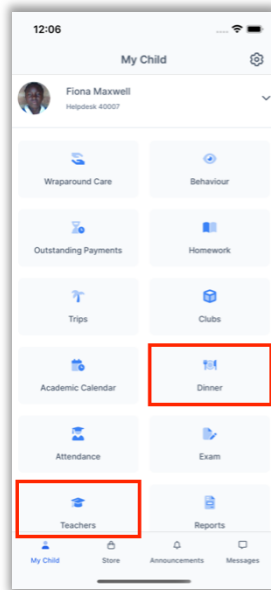 12:06
My Child
Fiona Maxwell
Helpdesk 40007
Wraparound Care
Behaviour
Outstanding Payments
Homework
Trips
Clubs
Academic Calendar
Dinner
Attendance
Exam
Teachers
Reports
My Child
Store
Announcements
Messages